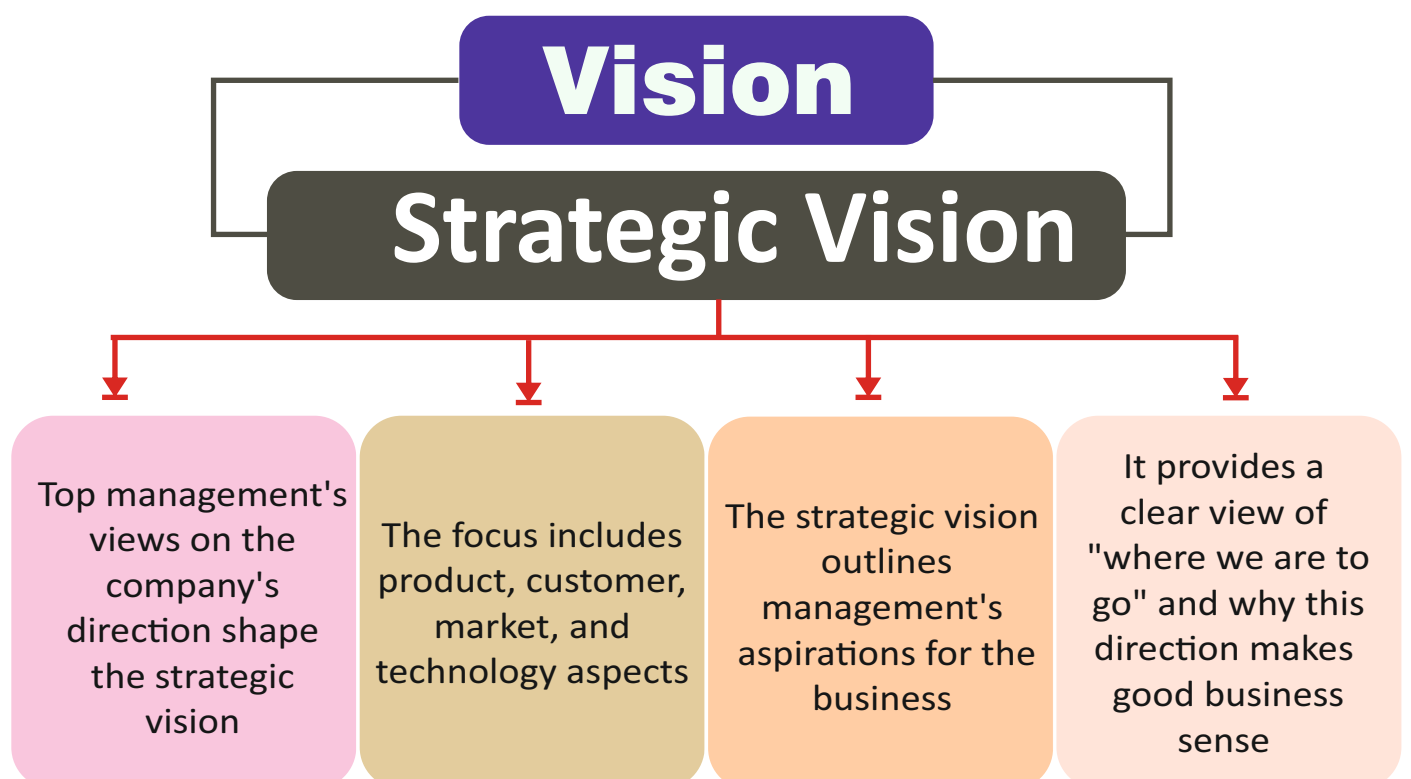 Vision
Strategic Vision
Top management's
views on the
company's
direction shape
the strategic
vision
The focus includes
product, customer,
market, and
technology aspects
The strategic vision
outlines
management's
aspirations for the
business
It provides a
clear view of
"where we are to
go" and why this
direction makes
good business
sense